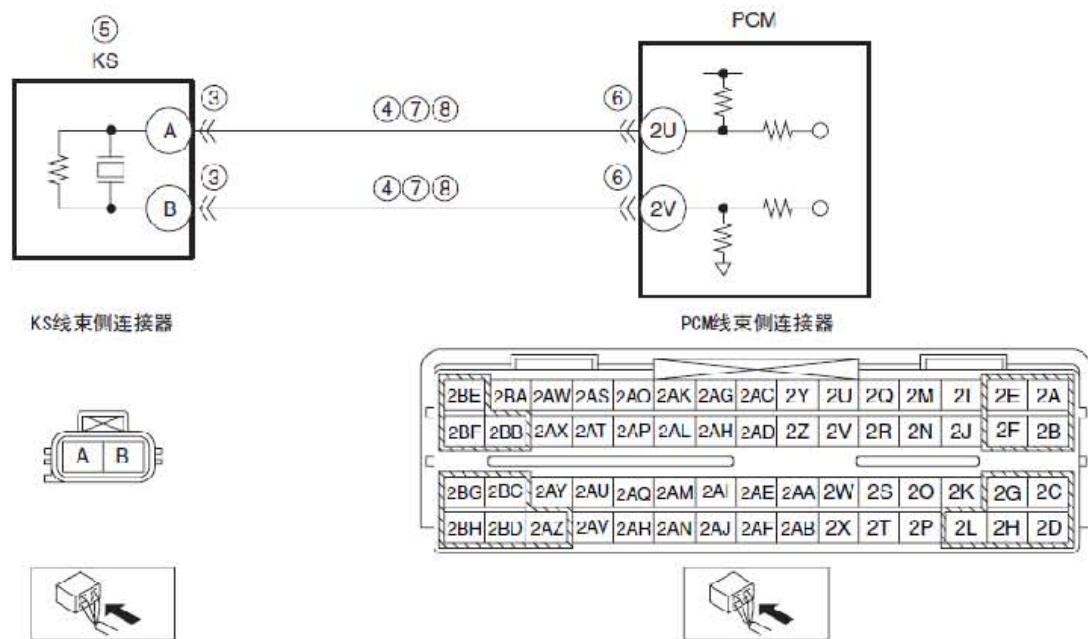 ⑤
KS
PCM
A ③ ④⑦⑧ ⑥ 2U
B ③ ④⑦⑧ ⑥ 2V
KS线束侧连接器
PCM线束侧连接器
2BE 2BA 2AW 2AS 2AO 2AK 2AG 2AC 2Y 2U 2Q 2M 2I 2E 2A
2BF 2BB 2AX 2AT 2AP 2AL 2AH 2AD 2Z 2V 2R 2N 2J 2F 2B
A B
2BG 2BC 2AY 2AU 2AQ 2AM 2AI 2AE 2AA 2W 2S 2O 2K 2G 2C
2BH 2BD 2AZ 2AV 2AR 2AN 2AJ 2AF 2AB 2X 2T 2P 2L 2H 2D